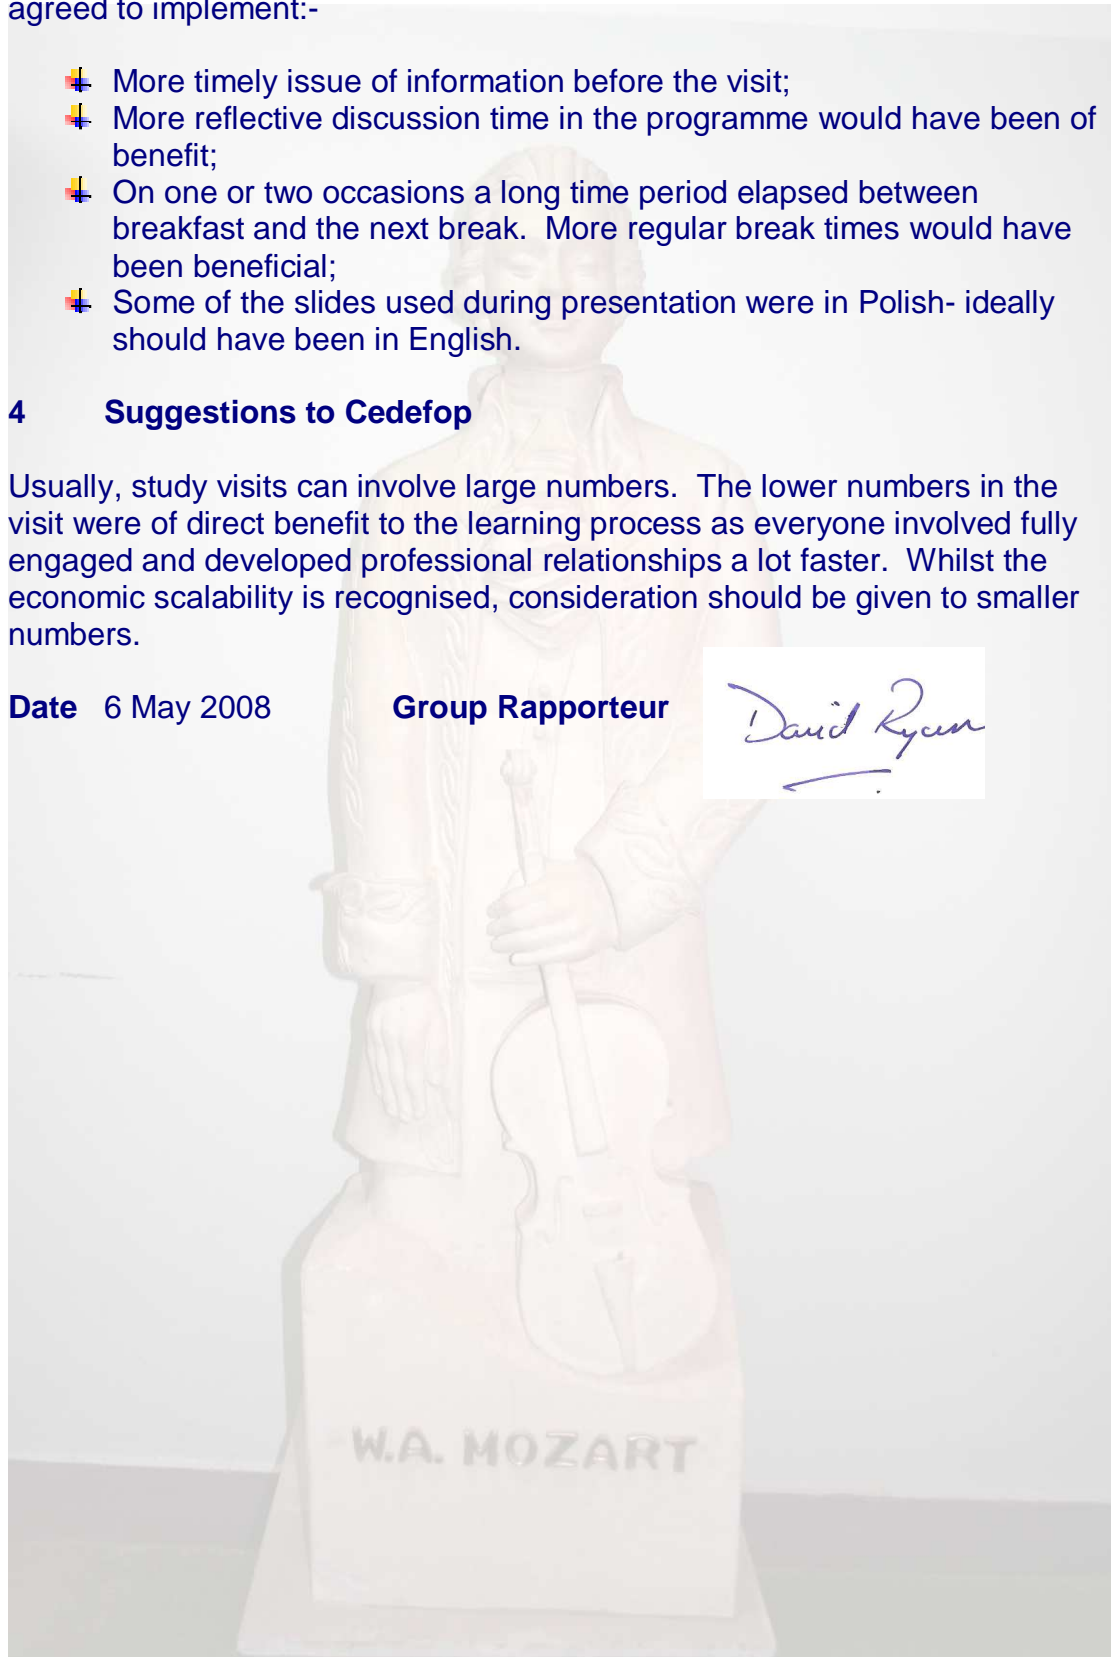 agreed to implement:-
More timely issue of information before the visit;
More reflective discussion time in the programme would have been of
benefit;
On one or two occasions a long time period elapsed between
breakfast and the next break.  More regular break times would have
been beneficial;
Some of the slides used during presentation were in Polish- ideally
should have been in English.
4 Suggestions to Cedefop
Usually, study visits can involve large numbers.  The lower numbers in the
visit were of direct benefit to the learning process as everyone involved fully
engaged and developed professional relationships a lot faster.  Whilst the
economic scalability is recognised, consideration should be given to smaller
numbers.
Date 6 May 2008 Group Rapporteur David Ryan
W.A. MOZART